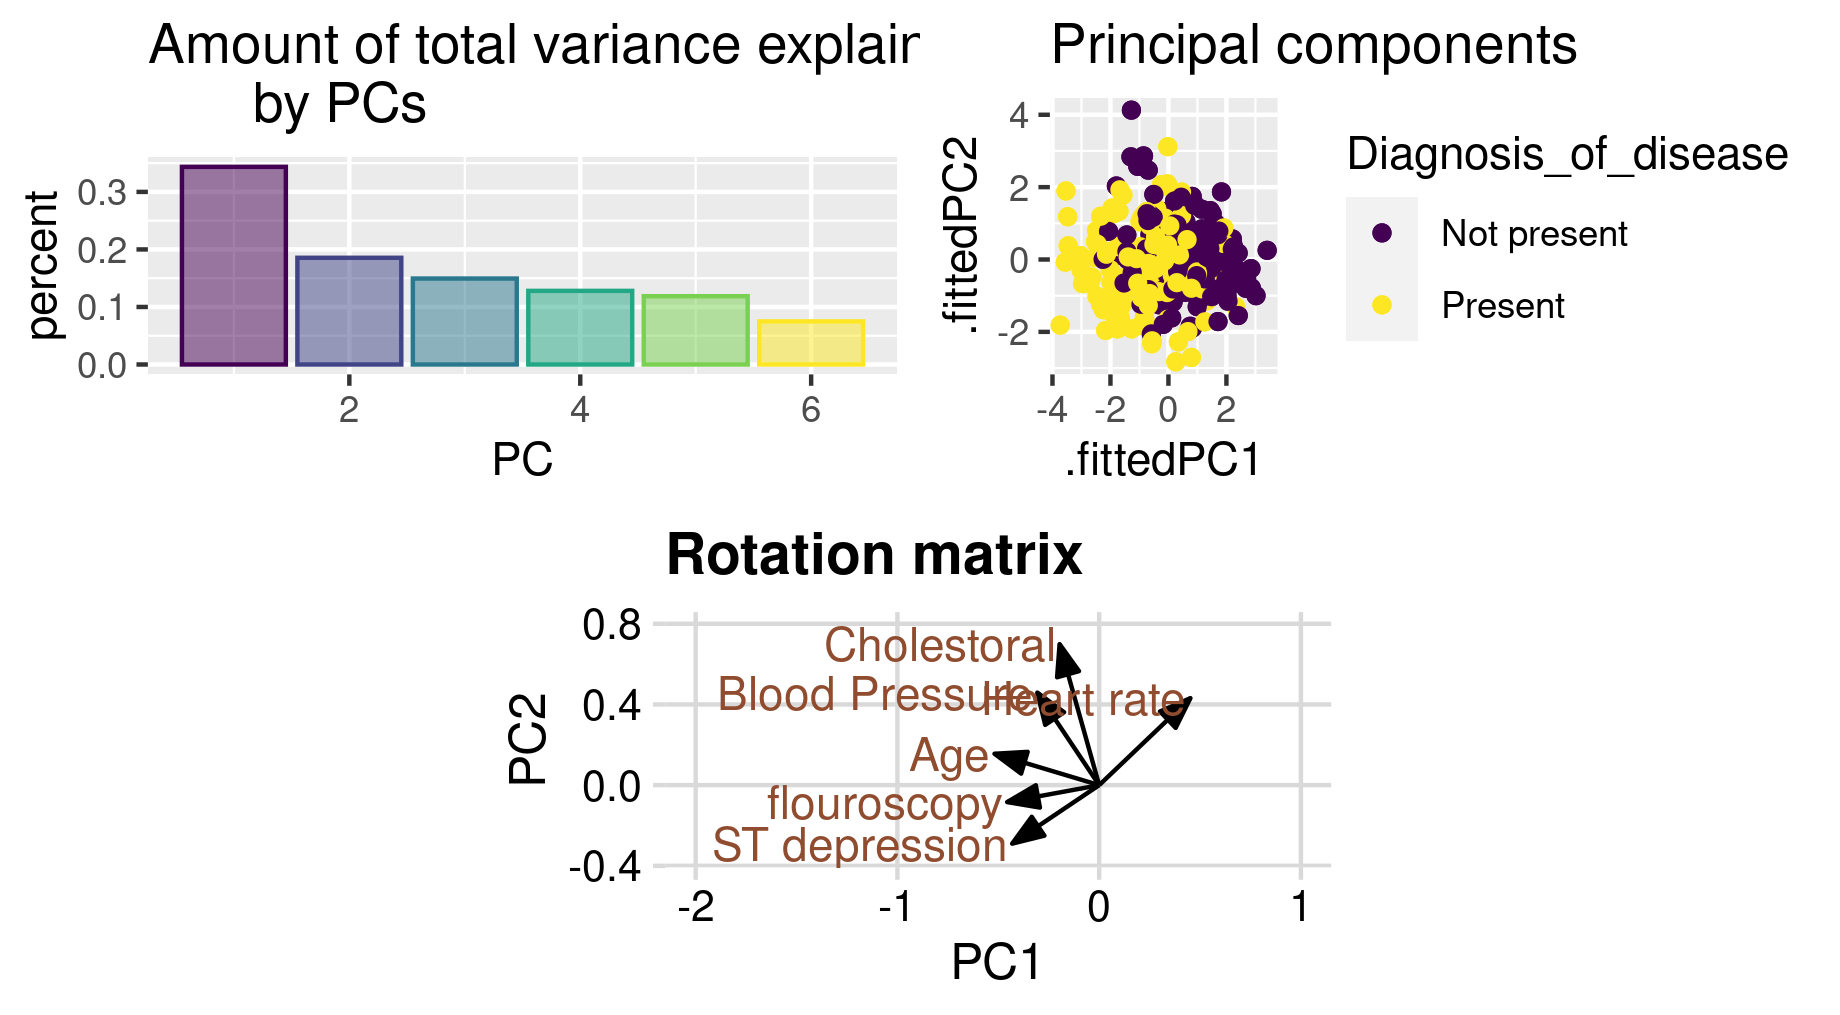 Amount of total variance explain
by PCs
percent
0.3
0.2
0.1
0.0
2
4
6
PC
Principal components
.fittedPC2
4
2
0
-2
-4
-2
0
2
.fittedPC1
Diagnosis_of_disease
Not present
Present
Rotation matrix
PC2
0.8
0.4
0.0
-0.4
Cholestoral
Blood Pressure
Heart rate
Age
flouroscopy
ST depression
-2
-1
0
1
PC1